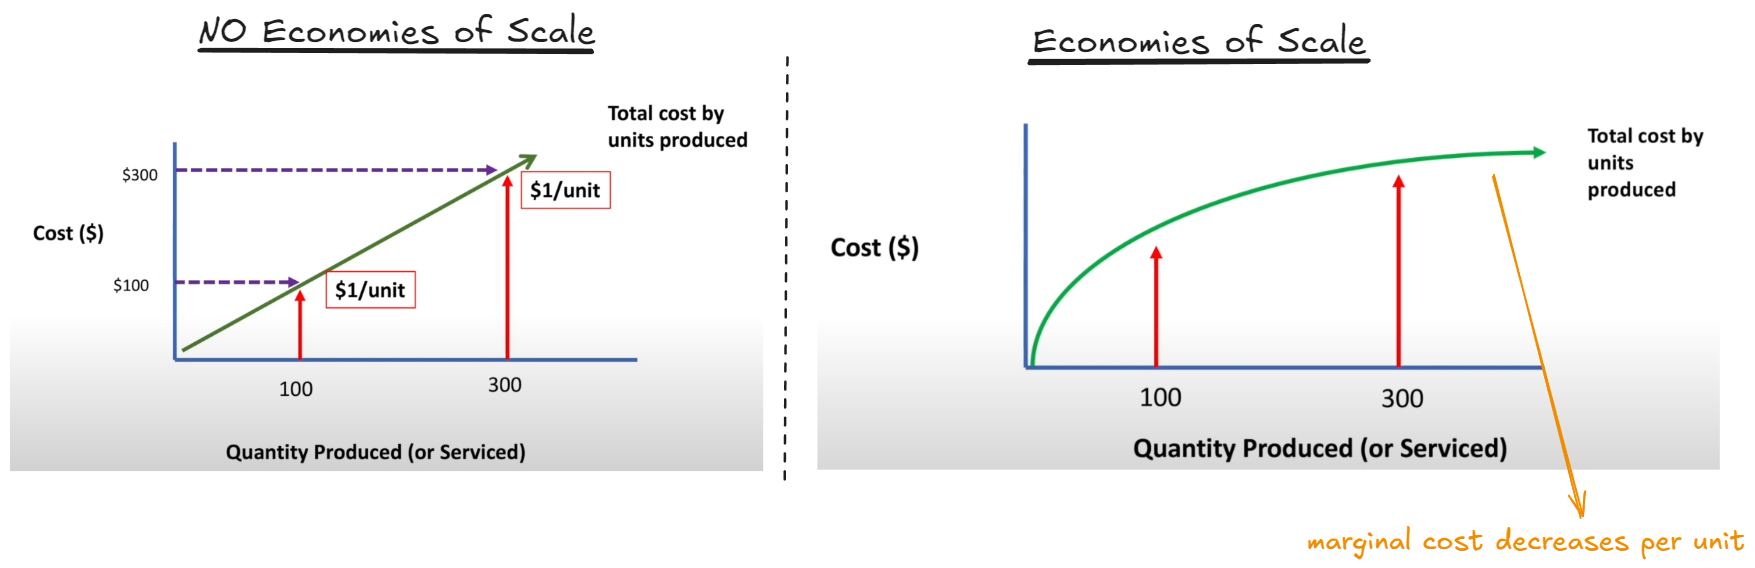 NO Economies of Scale
Total cost by
units produced
$300
$1/unit
Cost ($)
$100
$1/unit
100
300
Quantity Produced (or Serviced)
Economies of Scale
Total cost by
units
produced
Cost ($)
100
300
Quantity Produced (or Serviced)
marginal cost decreases per unit